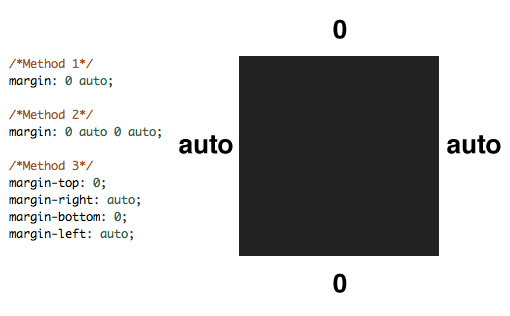 /*Method 1*/
margin: 0 auto;
/*Method 2*/
margin: 0 auto 0 auto;
/*Method 3*/
margin-top: 0;
margin-right: auto;
margin-bottom: 0;
margin-left: auto;
0
auto
auto
0